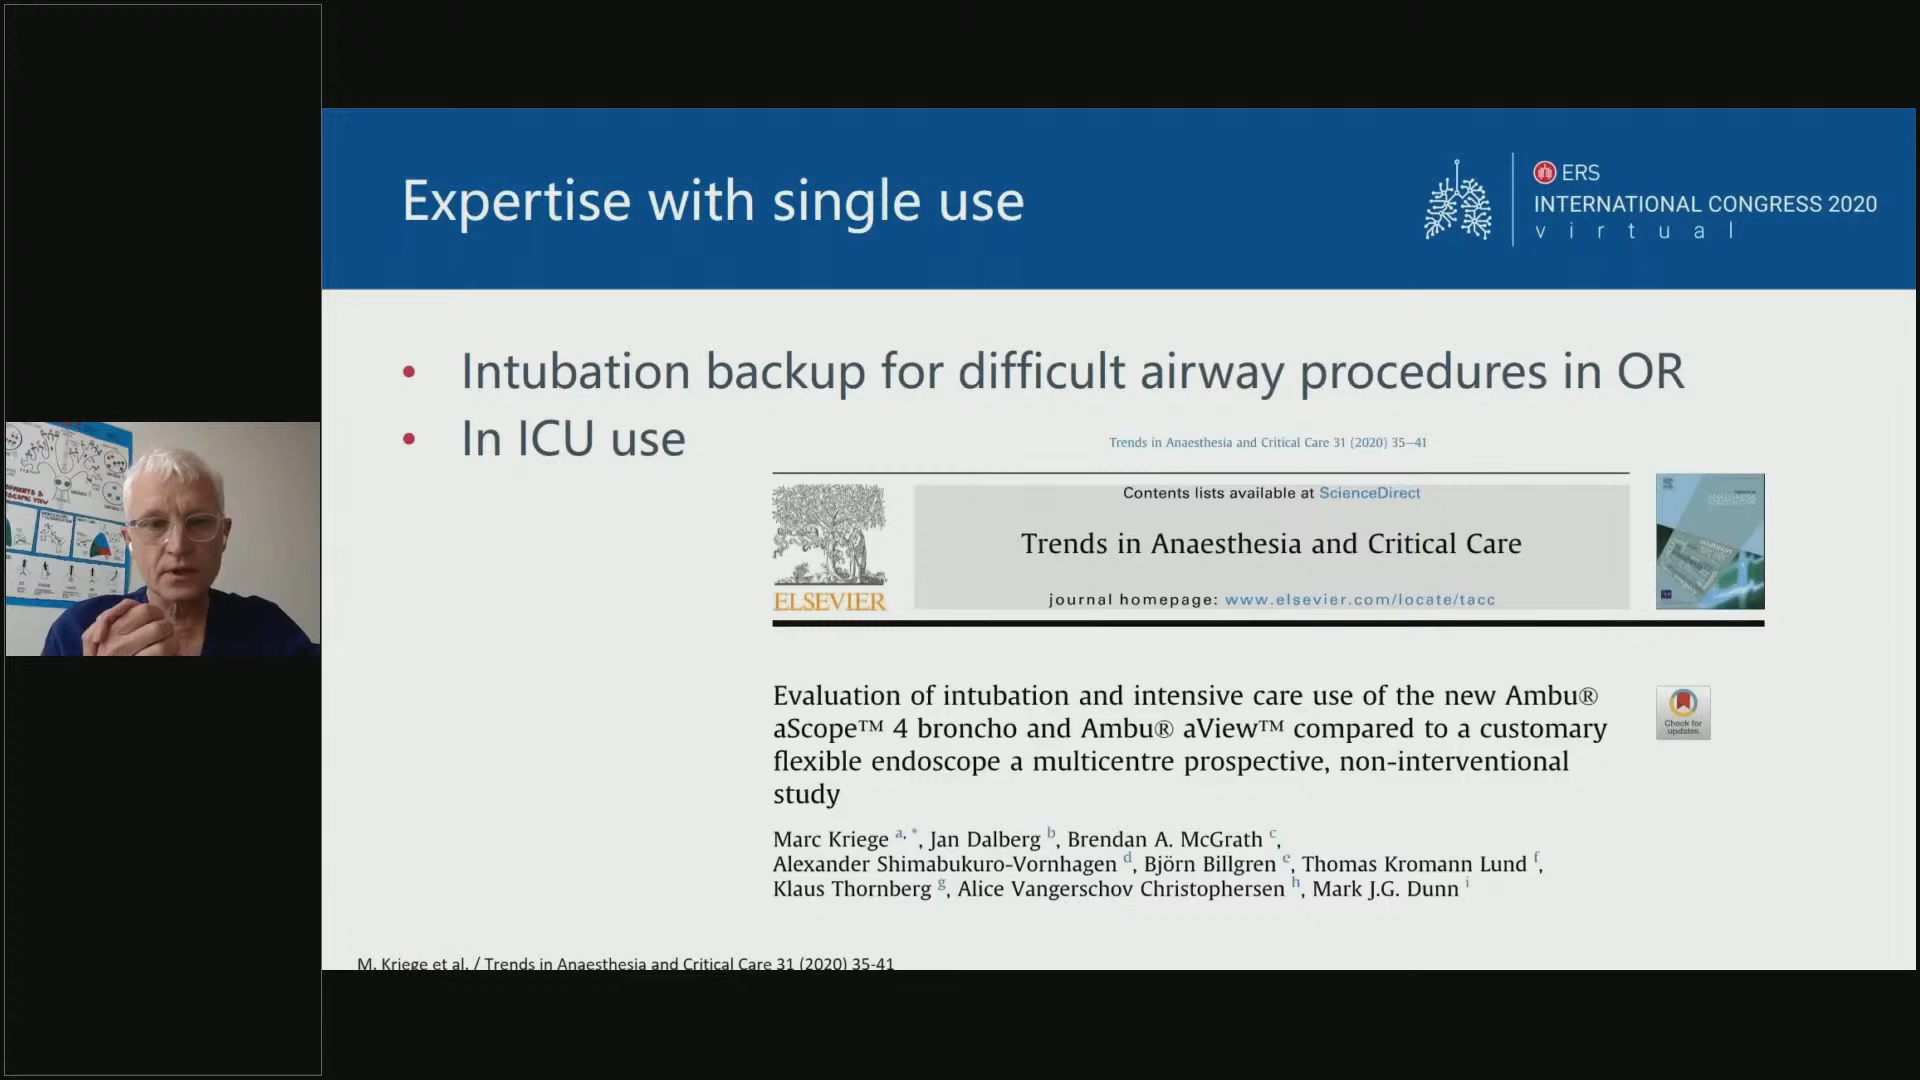 Expertise with single use
ERS
INTERNATIONAL CONGRESS 2020
virtual
• Intubation backup for difficult airway procedures in OR
• In ICU use
Trends in Anaesthesia and Critical Care 31 (2020) 35–41
Contents lists available at ScienceDirect
Trends in Anaesthesia and Critical Care
journal homepage: www.elsevier.com/locate/tacc
ELSEVIER
Evaluation of intubation and intensive care use of the new Ambu®
aScope™ 4 broncho and Ambu® aView™ compared to a customary
flexible endoscope a multicentre prospective, non-interventional
study
Check for
updates
Marc Kriege a, *, Jan Dalberg b, Brendan A. McGrath c,
Alexander Shimabukuro-Vornhagen d, Björn Billgren e, Thomas Kromann Lund f,
Klaus Thornberg g, Alice Vangerschov Christophersen h, Mark J.G. Dunn i
M. Kriege et al. / Trends in Anaesthesia and Critical Care 31 (2020) 35-41